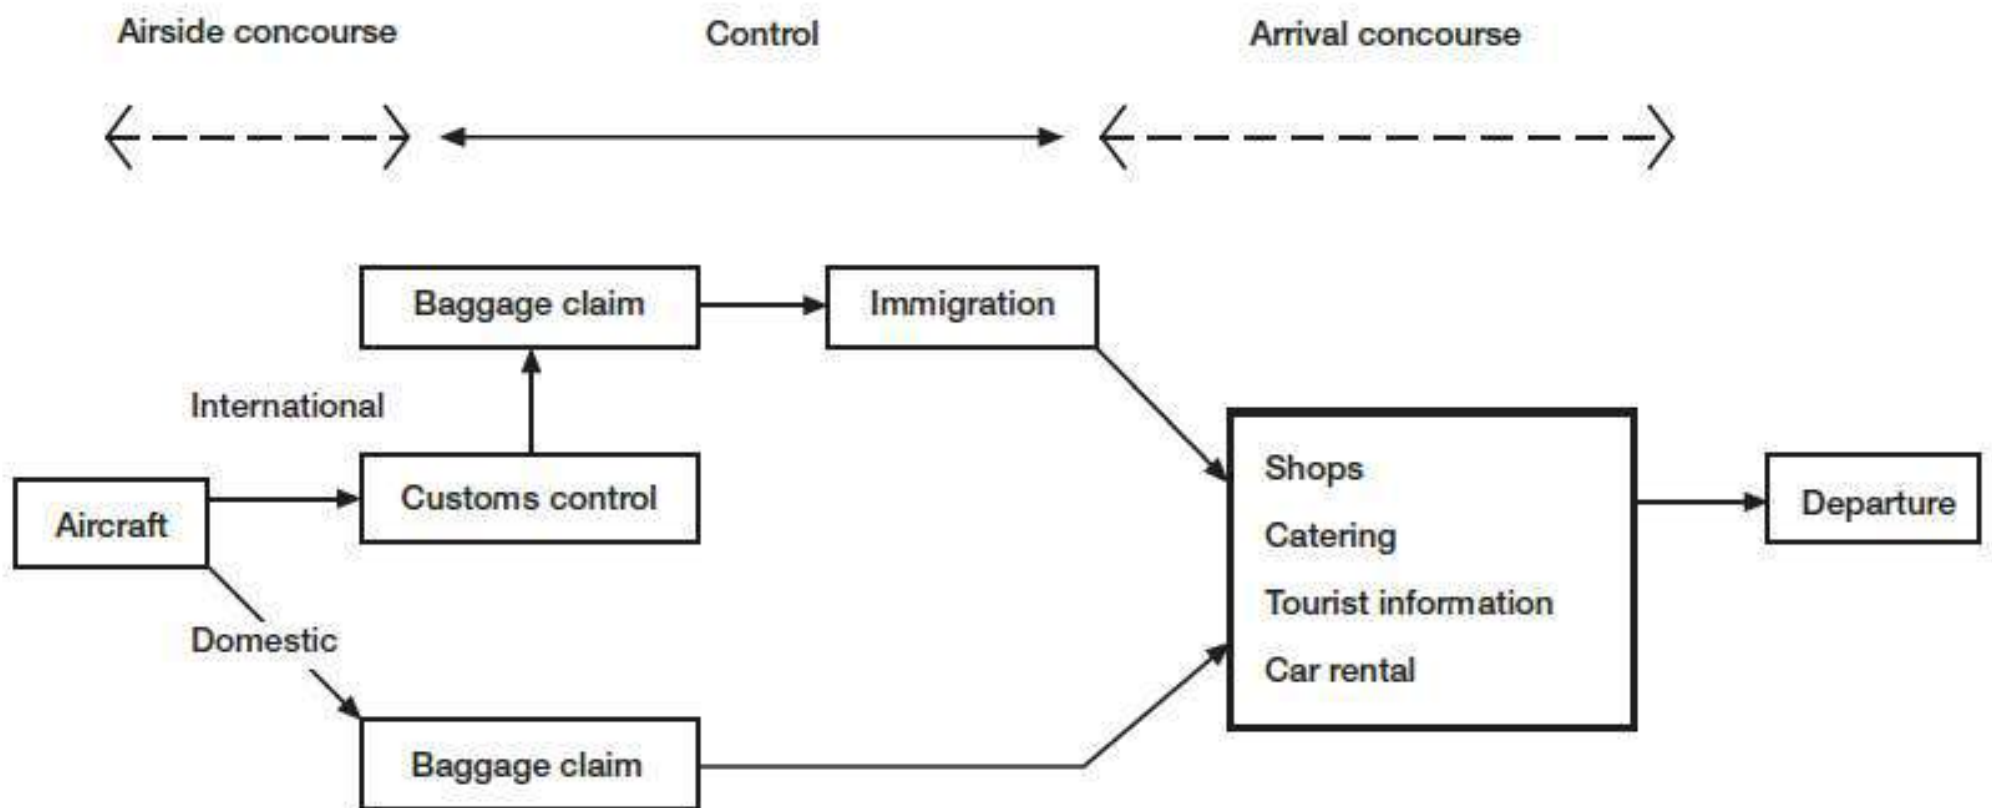 Airside concourse
Control
Arrival concourse
Baggage claim
Immigration
International
Customs control
Aircraft
Domestic
Baggage claim
Shops
Catering
Tourist information
Car rental
Departure